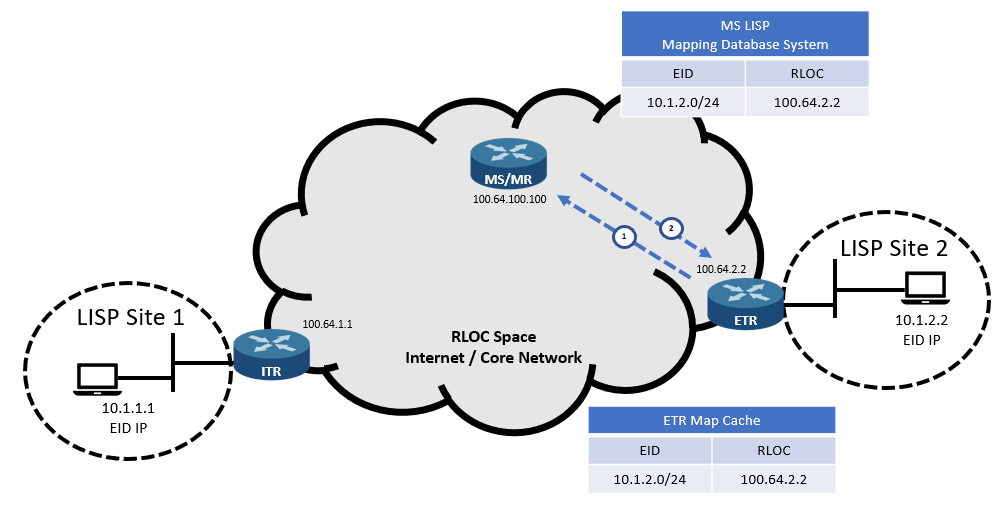 MS LISP
Mapping Database System
EID RLOC
10.1.2.0/24 100.64.2.2
MS/MR
100.64.100.100
2
1
100.64.2.2
ETR
LISP Site 2
10.1.2.2
EID IP
LISP Site 1
100.64.1.1
ITR
10.1.1.1
EID IP
RLOC Space
Internet / Core Network
ETR Map Cache
EID RLOC
10.1.2.0/24 100.64.2.2